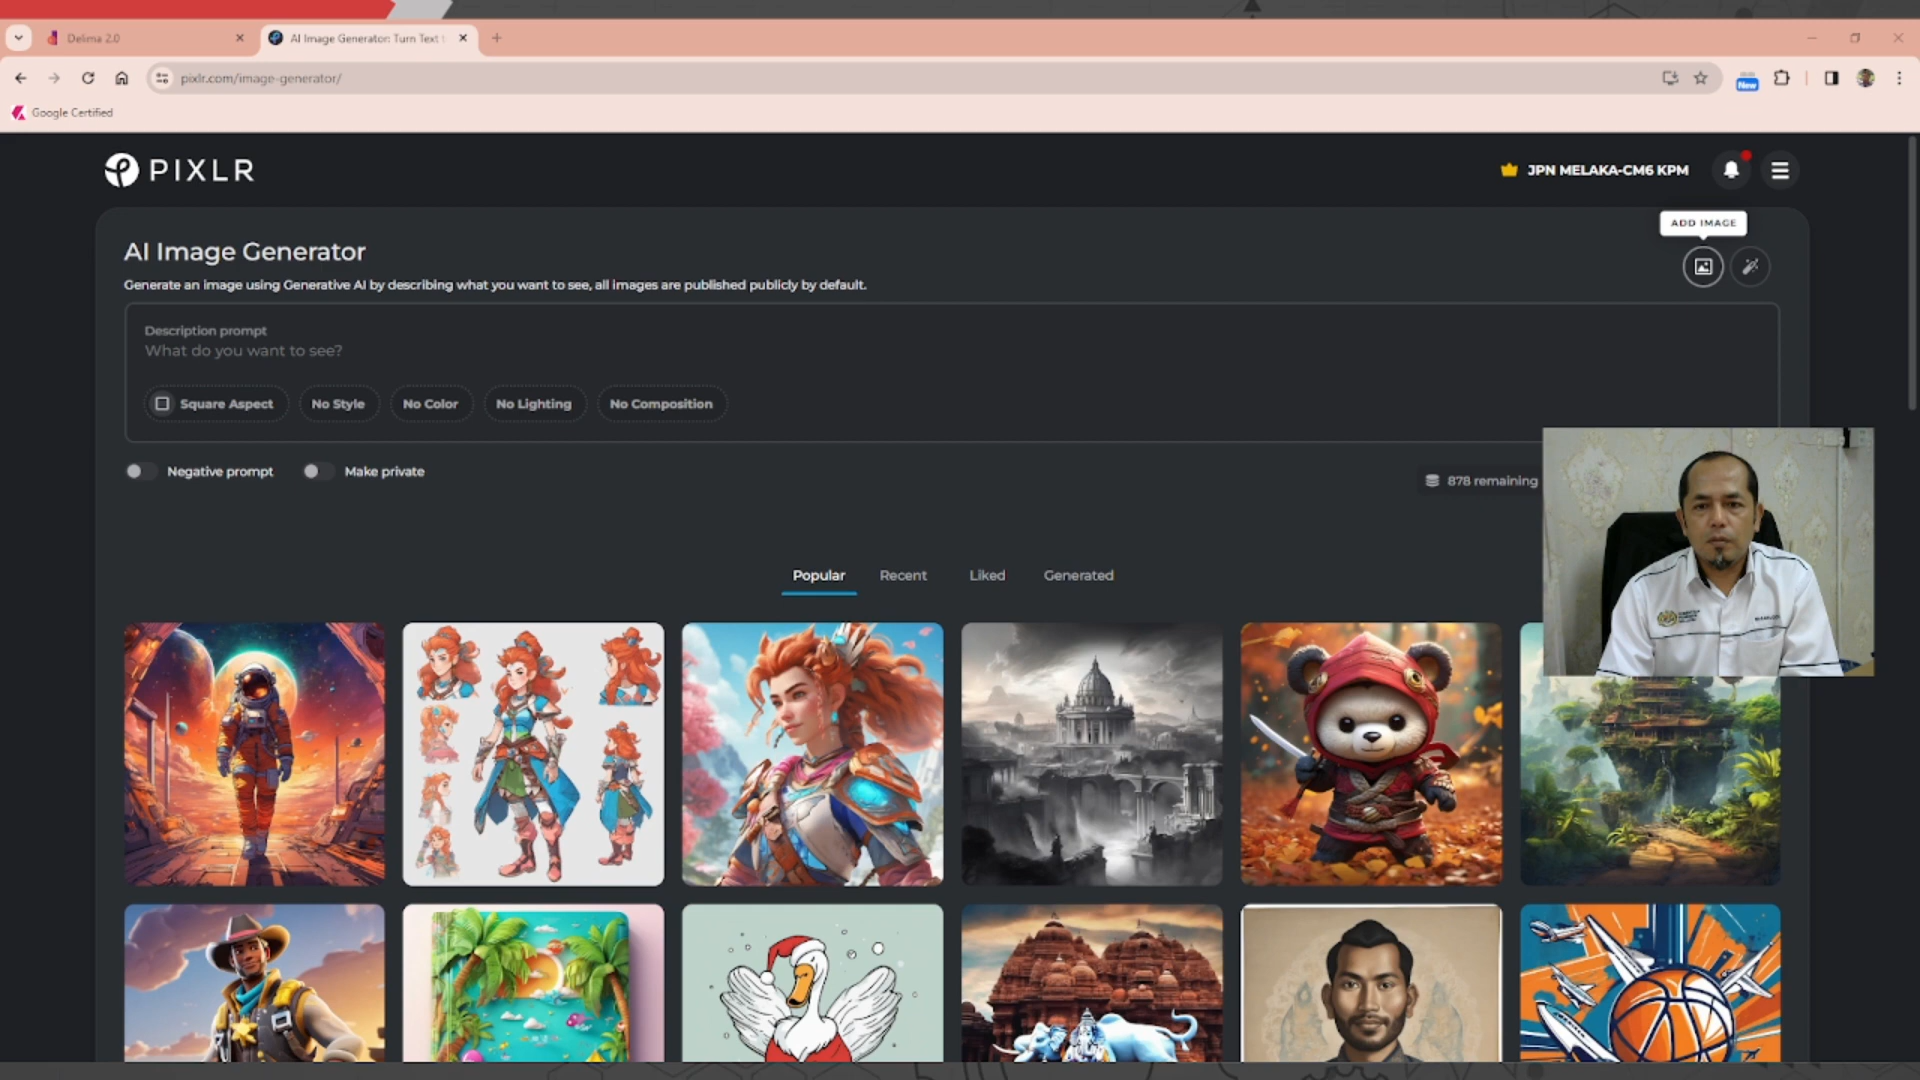 Delima 2.0
AI Image Generator: Turn Text t
pixlr.com/image-generator/
New
Google Certified
PIXLR
JPN MELAKA-CM6 KPM
ADD IMAGE
AI Image Generator
Generate an image using Generative AI by describing what you want to see, all images are published publicly by default.
Description prompt
What do you want to see?
Square Aspect
No Style
No Color
No Lighting
No Composition
Negative prompt
Make private
878 remaining
Popular
Recent
Liked
Generated